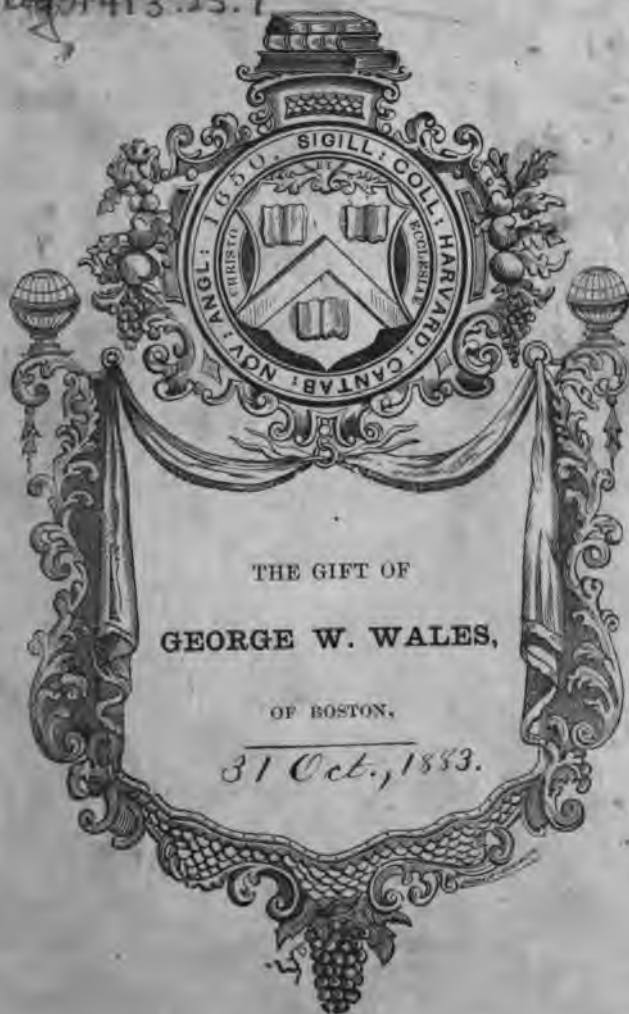 SIGILL: COLL: HARVARD: CANTAB: NOV: ANGL: 1650.
ET
CHRISTO
ECCLESIAE
THE GIFT OF
GEORGE W. WALES,
OF BOSTON,
31 Oct., 1883.